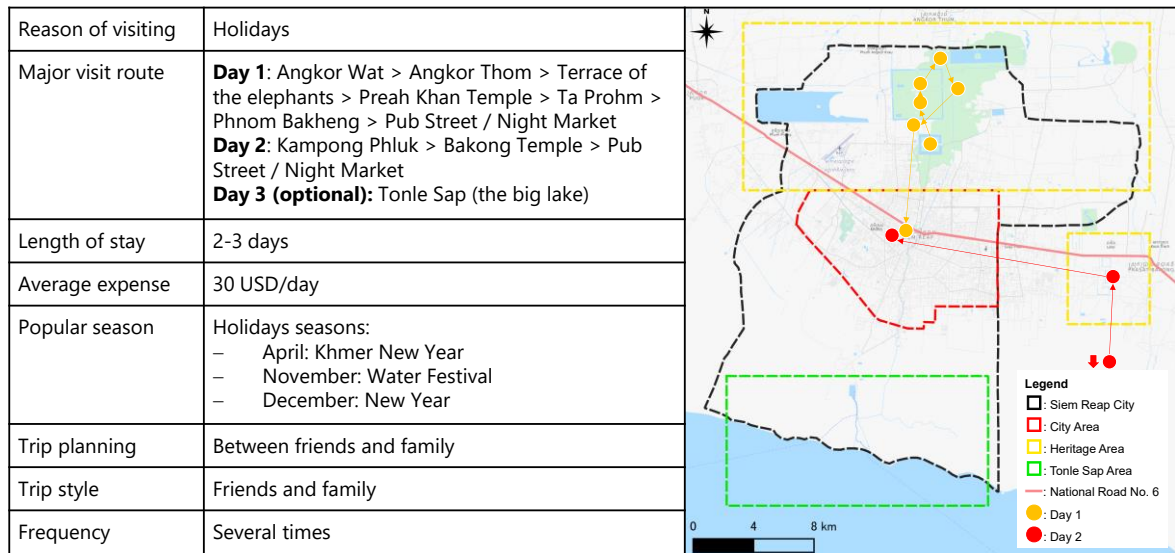 Reason of visiting
Holidays
Major visit route
Day 1: Angkor Wat > Angkor Thom > Terrace of
the elephants > Preah Khan Temple > Ta Prohm >
Phnom Bakheng > Pub Street / Night Market
Day 2: Kampong Phluk > Bakong Temple > Pub
Street / Night Market
Day 3 (optional): Tonle Sap (the big lake)
Length of stay
2-3 days
Average expense
30 USD/day
Popular season
Holidays seasons:
– April: Khmer New Year
– November: Water Festival
– December: New Year
Trip planning
Between friends and family
Trip style
Friends and family
Frequency
Several times
N
Legend
: Siem Reap City
: City Area
: Heritage Area
: Tonle Sap Area
: National Road No. 6
: Day 1
: Day 2
0 4 8 km